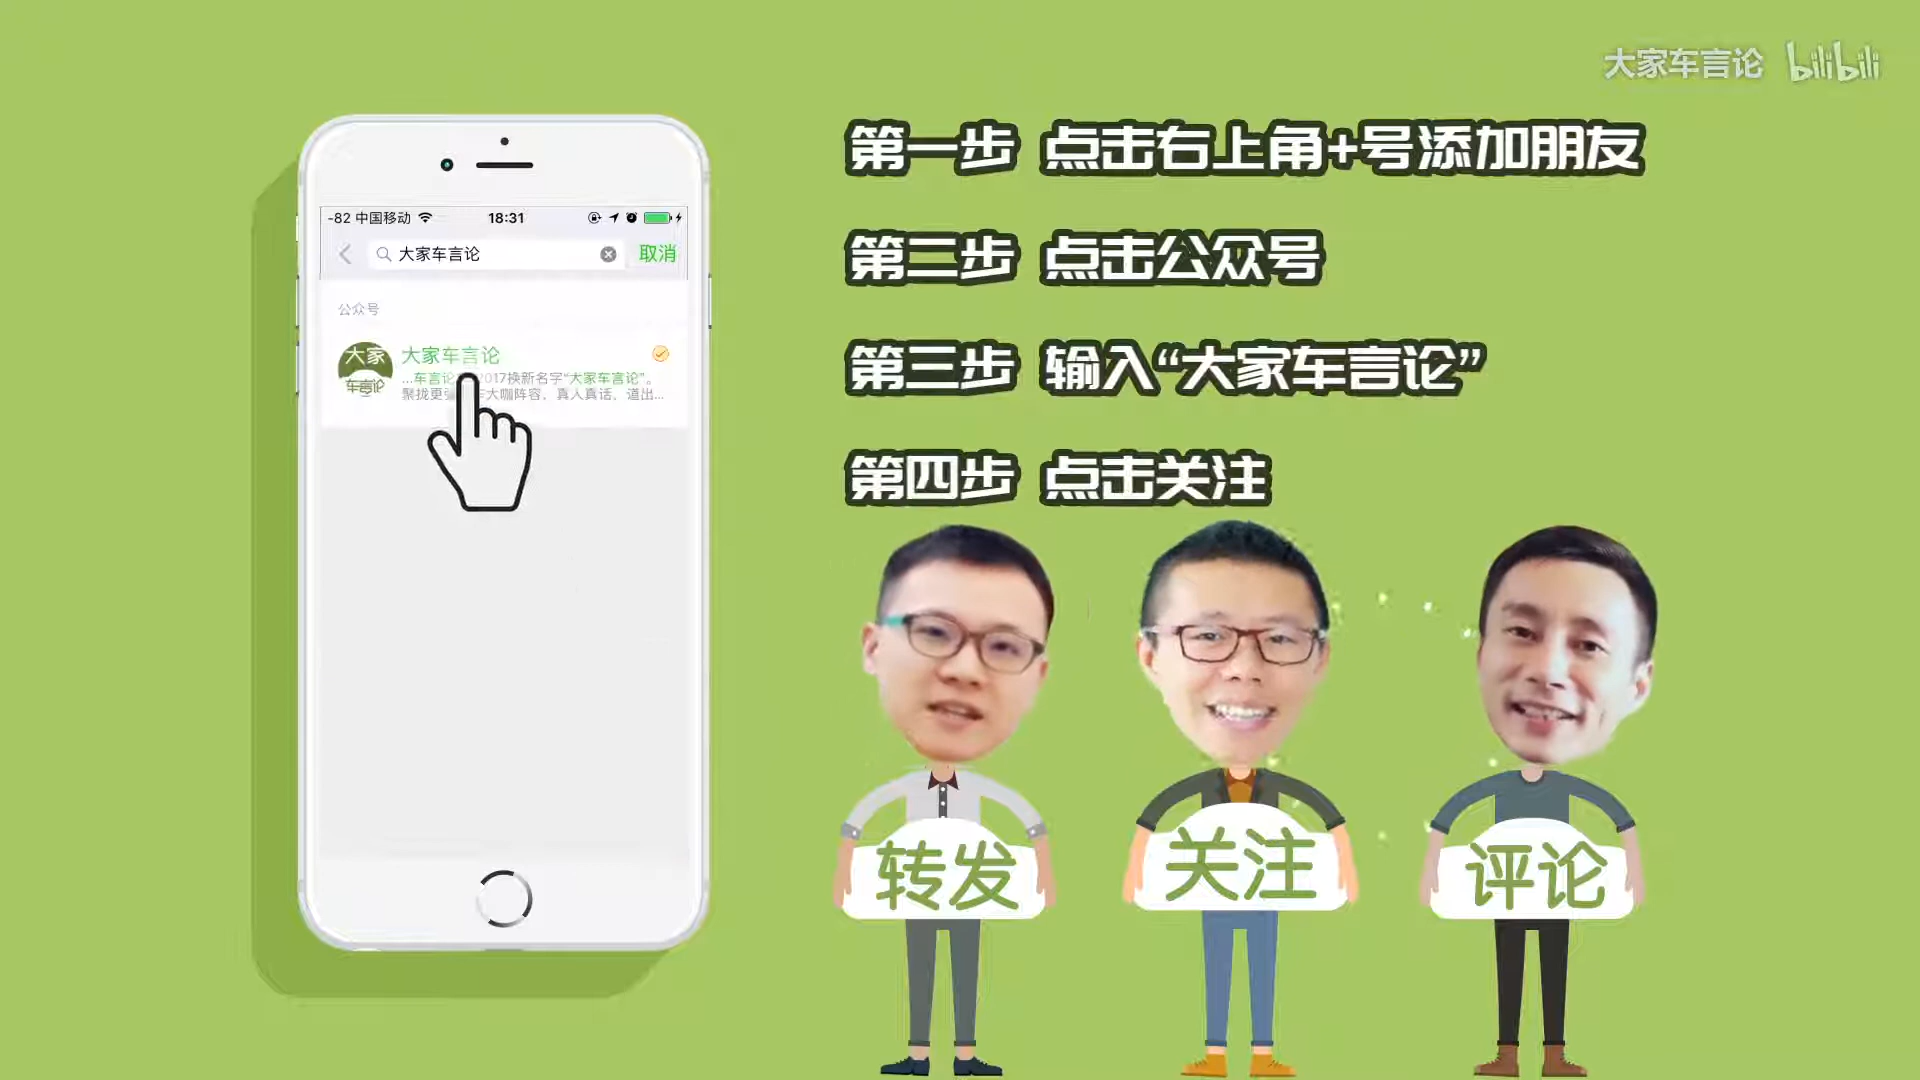 大家车言论 bilibili
第一步 点击右上角+号添加朋友
第二步 点击公众号
第三步 输入“大家车言论”
第四步 点击关注
-82 中国移动 18:31
大家车言论 取消
公众号
大家
车言论
大家车言论
...车言论 2017换新名字“大家车言论”。
聚拢更 大咖阵容，真人真话，道出...
转发
关注
评论